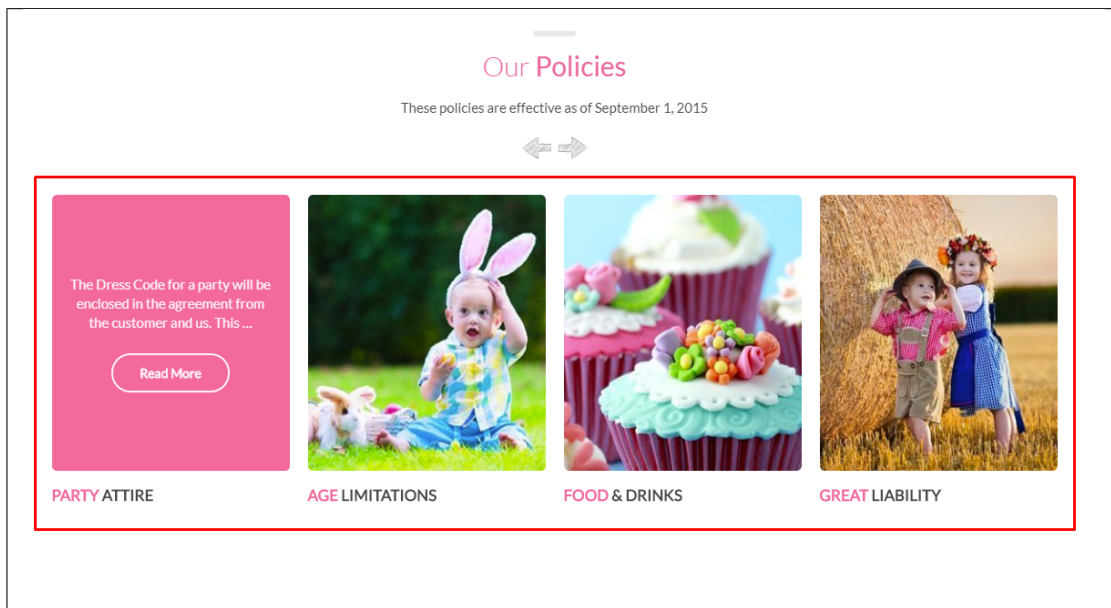 Our Policies
These policies are effective as of September 1, 2015
The Dress Code for a party will be
enclosed in the agreement from
the customer and us. This ...
Read More
PARTY ATTIRE
AGE LIMITATIONS
FOOD & DRINKS
GREAT LIABILITY